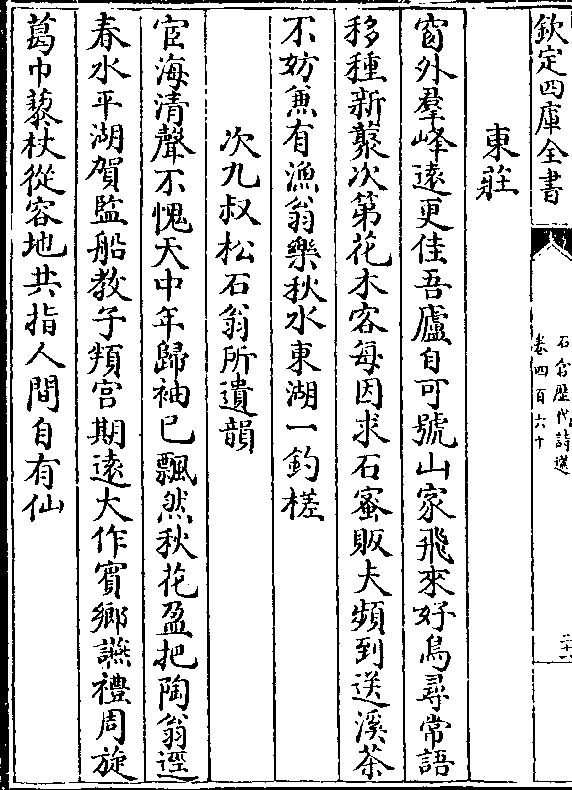 欽定四庫全書
石倉歷代詩選
卷四百六十
二十一
東莊
窗外羣峰遠更佳吾廬自可號山家飛來好鳥尋常語
移種新蘂次第花木客每因求石蜜販夫頻到送溪茶
不妨兼有漁翁樂秋水東湖一釣槎
次九叔松石翁所遺韻
宦海清聲不愧天中年歸袖已飄然秋花盈把陶翁逕
春水平湖賀監船教子頖宮期遠大作賓鄉讌禮周旋
葛巾藜杖從容地共指人間自有仙